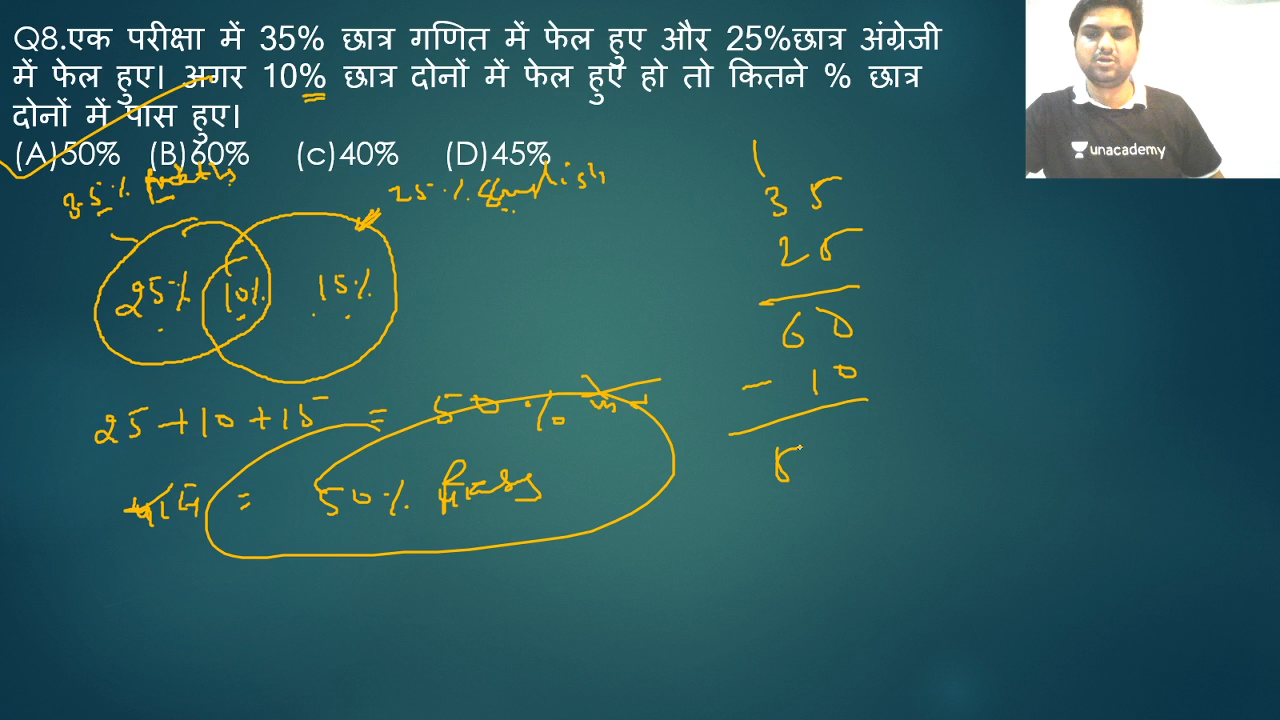 Q8.एक परीक्षा में 35% छात्र गणित में फेल हुए और 25%छात्र अंग्रेजी
में फेल हुए। अगर 10% छात्र दोनों में फेल हुए हो तो कितने % छात्र
दोनों में पास हुए।
(A)50% (B)60% (c)40% (D)45%
35% maths
25% English
25% 10% 15%
25+10+15 = 50 %
= 50% pass
35
25
60
- 10
5
unacademy